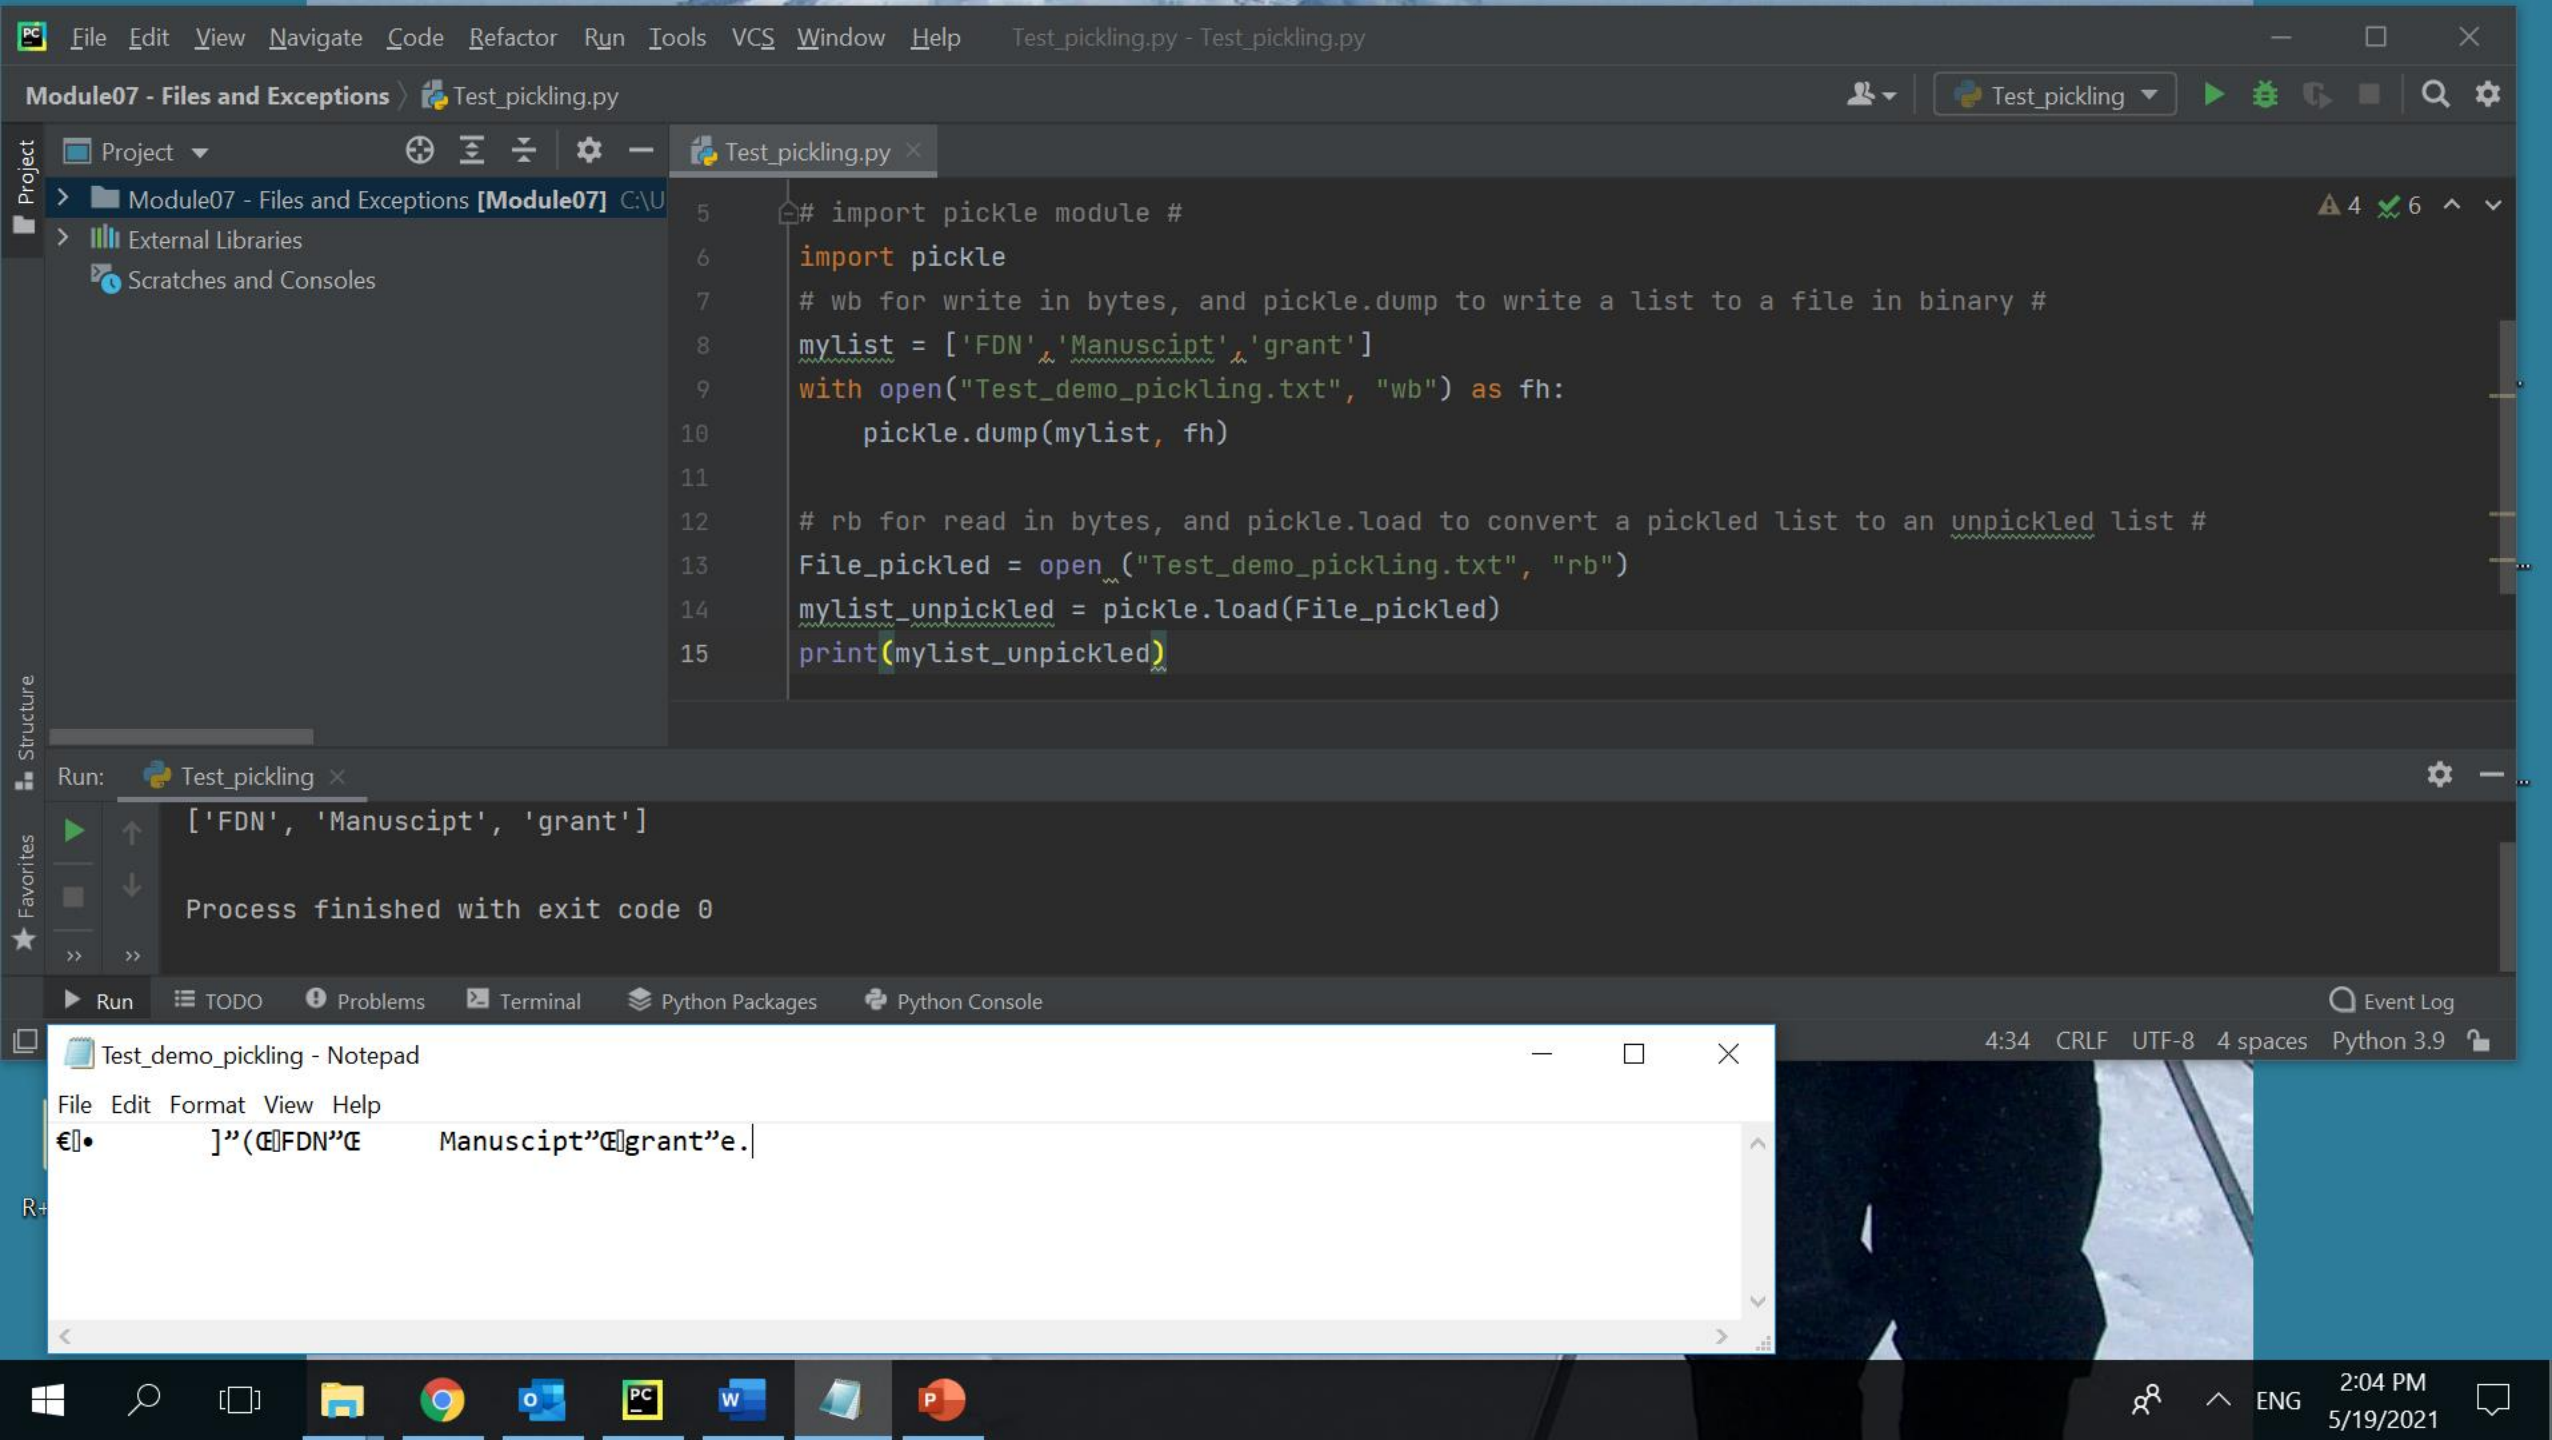 File Edit View Navigate Code Refactor Run Tools VCS Window Help Test_pickling.py - Test_pickling.py
Module07 - Files and Exceptions Test_pickling.py Test_pickling
Project Project Test_pickling.py
Module07 - Files and Exceptions [Module07] C:\U
External Libraries
Scratches and Consoles
4 6
5 # import pickle module #
6 import pickle
7 # wb for write in bytes, and pickle.dump to write a list to a file in binary #
8 mylist = ['FDN','Manuscipt','grant']
9 with open("Test_demo_pickling.txt", "wb") as fh:
10 pickle.dump(mylist, fh)
11
12 # rb for read in bytes, and pickle.load to convert a pickled list to an unpickled list #
13 File_pickled = open ("Test_demo_pickling.txt", "rb")
14 mylist_unpickled = pickle.load(File_pickled)
15 print(mylist_unpickled)
Structure
Favorites
Run: Test_pickling
['FDN', 'Manuscipt', 'grant']
Process finished with exit code 0
Run TODO Problems Terminal Python Packages Python Console Event Log
4:34 CRLF UTF-8 4 spaces Python 3.9
Test_demo_pickling - Notepad
File Edit Format View Help
€▯• ]”(Œ▯FDN”Œ Manuscipt”Œ▯grant”e.
R+
ENG
2:04 PM
5/19/2021